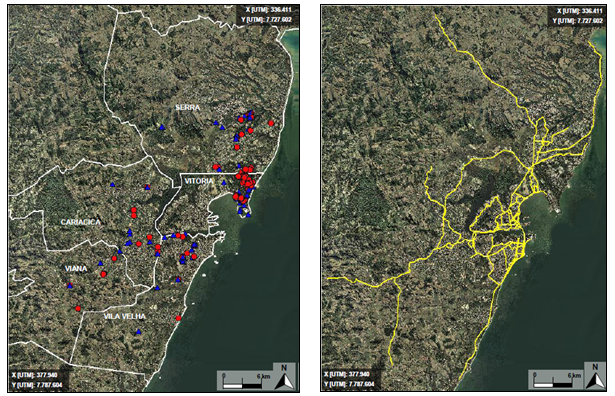 X [UTM]: 336.411
Y [UTM]: 7.727.602
SERRA
VITORIA
CARIACICA
VIANA
VILA VELHA
X [UTM]: 377.940
Y [UTM]: 7.787.604
N
0 6 km
X [UTM]: 336.411
Y [UTM]: 7.727.602
X [UTM]: 377.940
Y [UTM]: 7.787.604
N
0 6 km